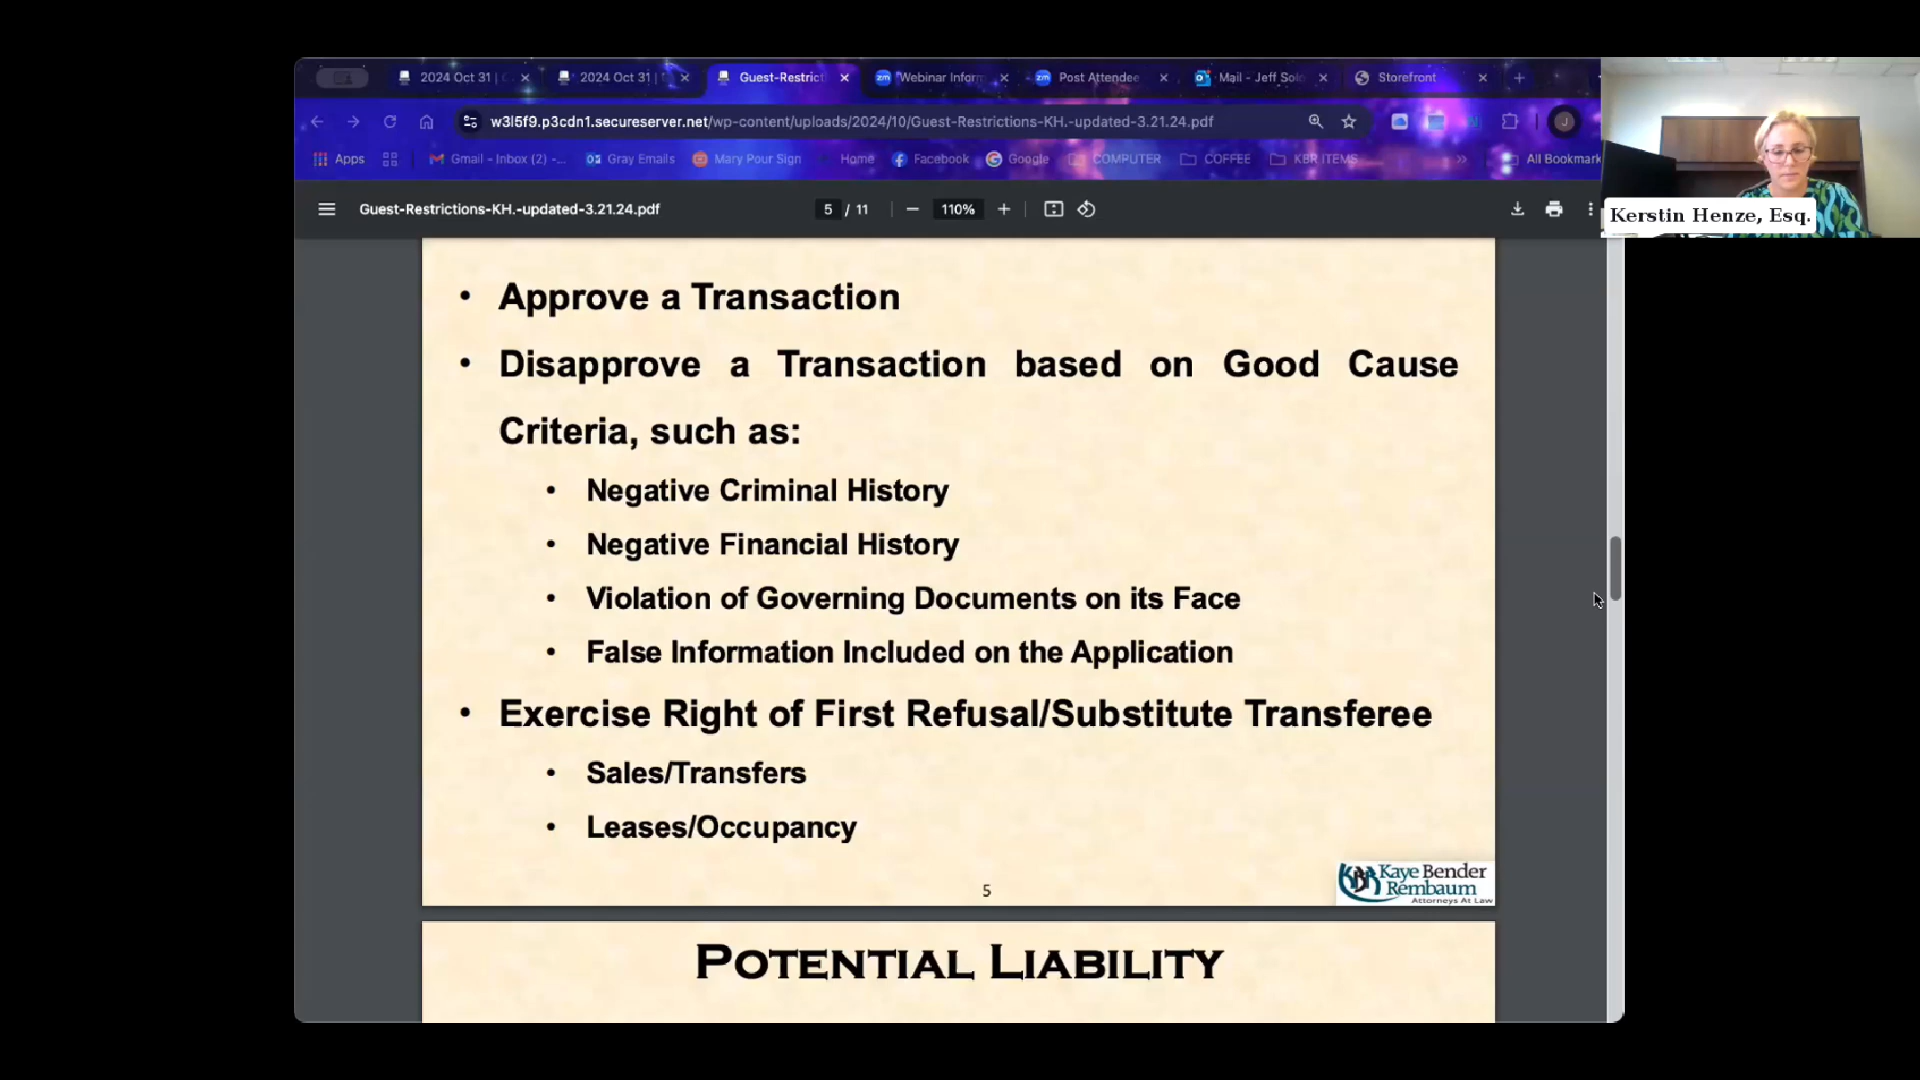 2024 Oct 31 |
2024 Oct 31 |
Guest-Restrict
Webinar Inform
Post Attendee
Mail - Jeff Sol
Storefront
w3l5f9.p3cdn1.secureserver.net/wp-content/uploads/2024/10/Guest-Restrictions-KH.-updated-3.21.24.pdf
Apps
Gmail - Inbox (2) -...
Gray Emails
Mary Pour Sign
Home
Facebook
Google
COMPUTER
COFFEE
KBR ITEMS
»
All Bookmark
Kerstin Henze, Esq.
Guest-Restrictions-KH.-updated-3.21.24.pdf
5 / 11
110%
• Approve a Transaction
• Disapprove a Transaction based on Good Cause
Criteria, such as:
• Negative Criminal History
• Negative Financial History
• Violation of Governing Documents on its Face
• False Information Included on the Application
• Exercise Right of First Refusal/Substitute Transferee
• Sales/Transfers
• Leases/Occupancy
5
Kaye Bender
Rembaum
Attorneys At Law
POTENTIAL LIABILITY